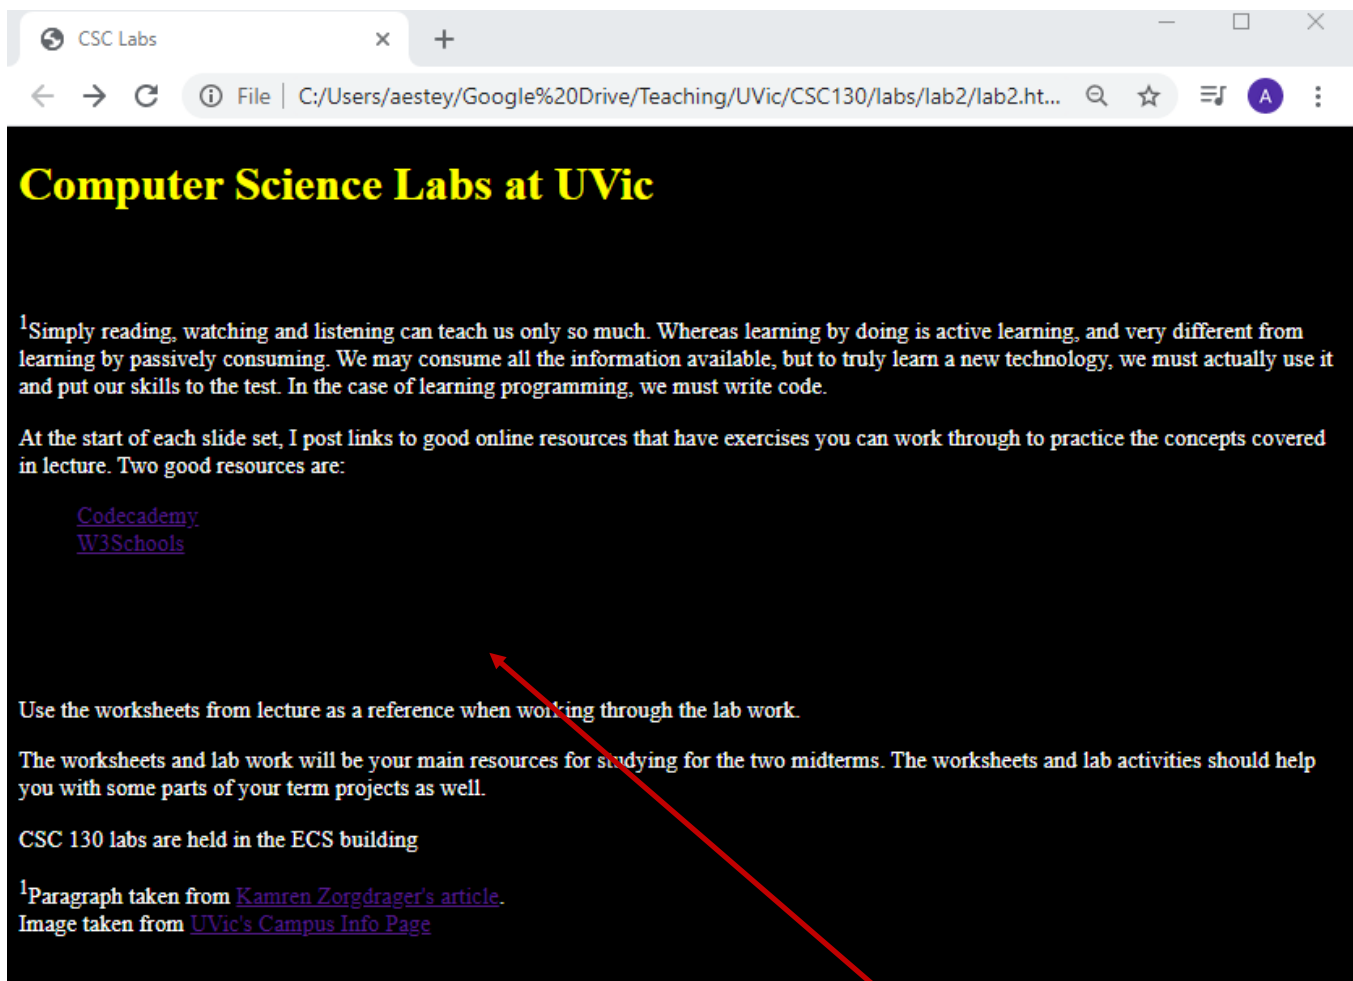 CSC Labs
File C:/Users/aestey/Google%20Drive/Teaching/UVic/CSC130/labs/lab2/lab2.ht... A
Computer Science Labs at UVic
1Simply reading, watching and listening can teach us only so much. Whereas learning by doing is active learning, and very different from
learning by passively consuming. We may consume all the information available, but to truly learn a new technology, we must actually use it
and put our skills to the test. In the case of learning programming, we must write code.
At the start of each slide set, I post links to good online resources that have exercises you can work through to practice the concepts covered
in lecture. Two good resources are:
Codecademy
W3Schools
Use the worksheets from lecture as a reference when working through the lab work.
The worksheets and lab work will be your main resources for studying for the two midterms. The worksheets and lab activities should help
you with some parts of your term projects as well.
CSC 130 labs are held in the ECS building
1Paragraph taken from Kamren Zorgdrager's article.
Image taken from UVic's Campus Info Page